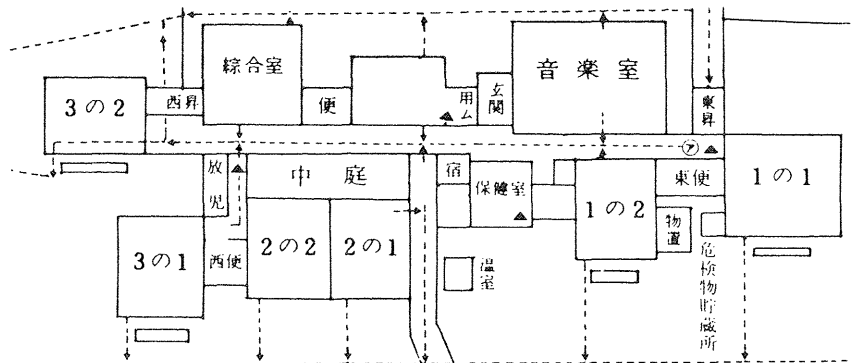 綜合室
音楽室
玄関
用ム
便
西昇
東昇
3の2
ア
放児
中庭
宿
保健室
東便
1の1
1の2
物置
3の1
西便
2の2
2の1
温室
危険物貯蔵所